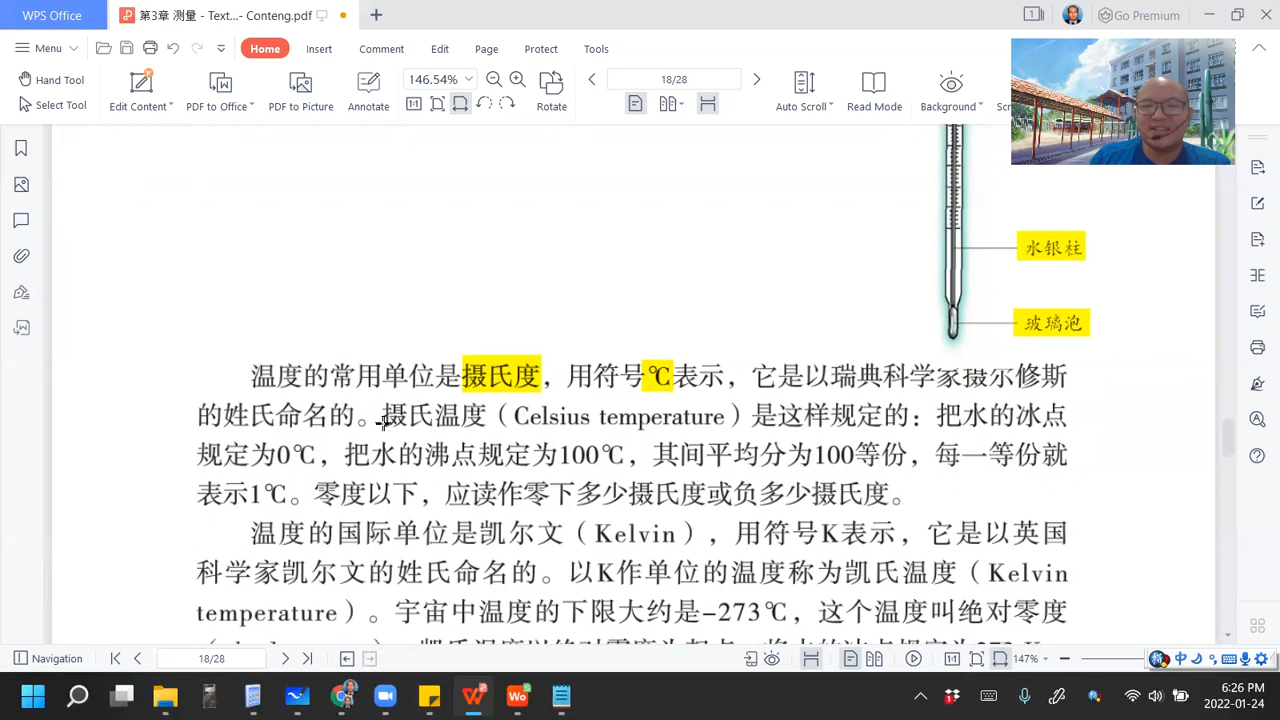 WPS Office
第3章 测量 - Text...- Conteng.pdf
1
Go Premium
Menu
Home
Insert
Comment
Edit
Page
Protect
Tools
Hand Tool
Select Tool
Edit Content
PDF to Office
PDF to Picture
Annotate
146.54%
Rotate
18/28
Auto Scroll
Read Mode
Background
水银柱
玻璃泡
温度的常用单位是摄氏度，用符号℃表示，它是以瑞典科学家摄尔修斯
的姓氏命名的。摄氏温度（Celsius temperature）是这样规定的：把水的冰点
规定为0℃，把水的沸点规定为100℃，其间平均分为100等份，每一等份就
表示1℃。零度以下，应读作零下多少摄氏度或负多少摄氏度。
温度的国际单位是凯尔文（Kelvin），用符号K表示，它是以英国
科学家凯尔文的姓氏命名的。以K作单位的温度称为凯氏温度（Kelvin
temperature）。宇宙中温度的下限大约是-273℃，这个温度叫绝对零度
Navigation
18/28
147%
中
6:26 PM
2022-01-24